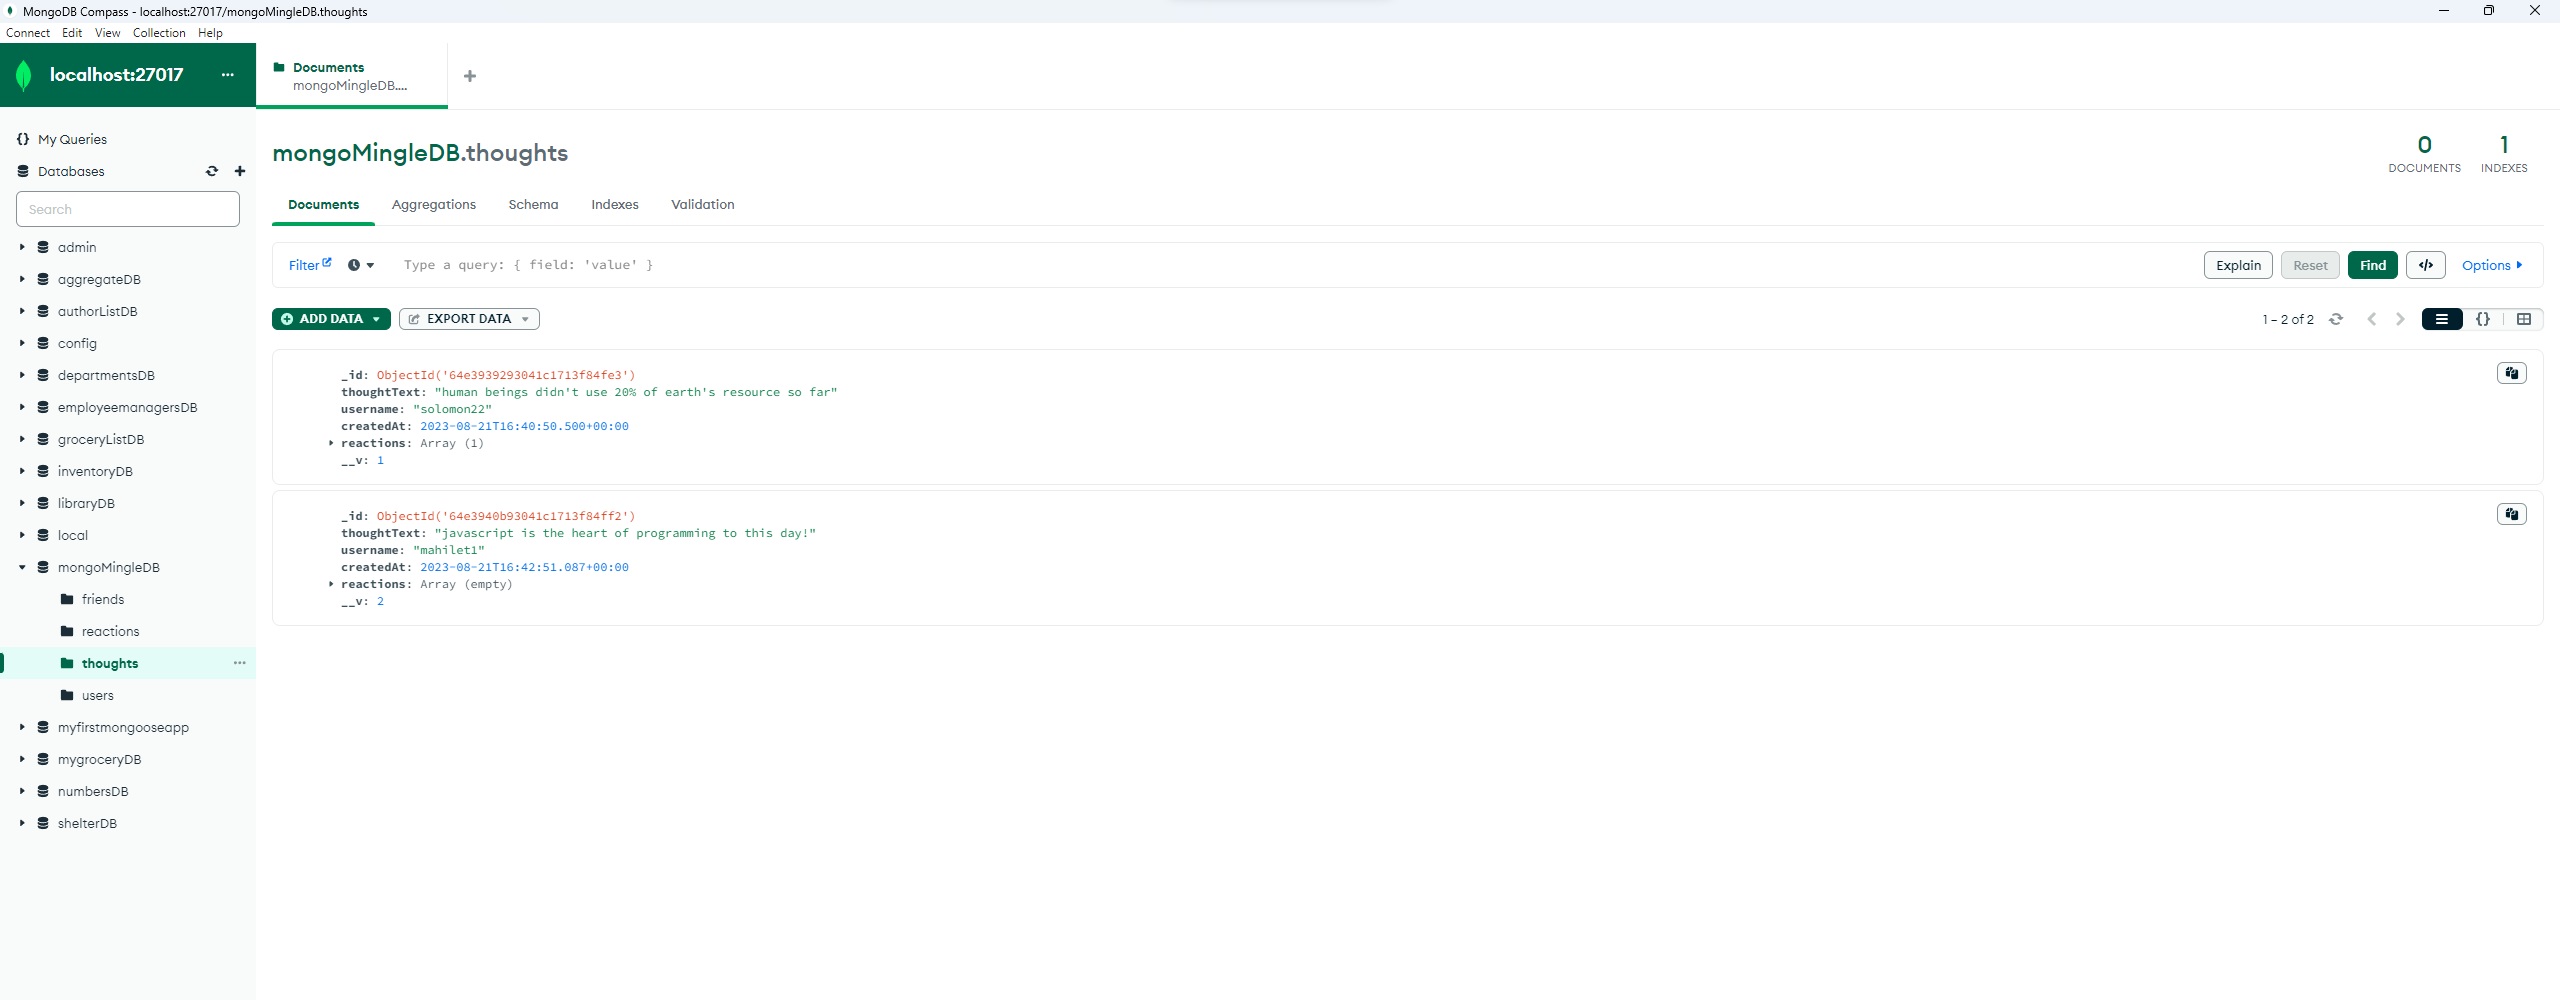 MongoDB Compass - localhost:27017/mongoMingleDB.thoughts
Connect Edit View Collection Help
localhost:27017
Documents
mongoMingleDB....
My Queries
Databases
Search
admin
aggregateDB
authorListDB
config
departmentsDB
employeemanagersDB
groceryListDB
inventoryDB
libraryDB
local
mongoMingleDB
friends
reactions
thoughts
users
myfirstmongooseapp
mygroceryDB
numbersDB
shelterDB
mongoMingleDB.thoughts
0
DOCUMENTS
1
INDEXES
Documents Aggregations Schema Indexes Validation
Filter Type a query: { field: 'value' } Explain Reset Find </> Options
ADD DATA EXPORT DATA 1 – 2 of 2 {}
_id: ObjectId('64e3939293041c1713f84fe3')
thoughtText: "human beings didn't use 20% of earth's resource so far"
username: "solomon22"
createdAt: 2023-08-21T16:40:50.500+00:00
reactions: Array (1)
__v: 1
_id: ObjectId('64e3940b93041c1713f84ff2')
thoughtText: "javascript is the heart of programming to this day!"
username: "mahilet1"
createdAt: 2023-08-21T16:42:51.087+00:00
reactions: Array (empty)
__v: 2